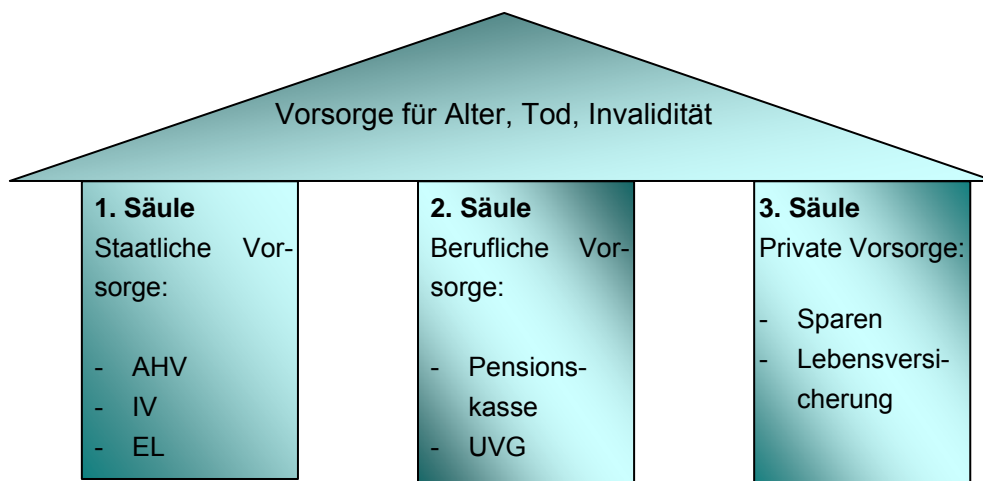 Vorsorge für Alter, Tod, Invalidität
1. Säule
Staatliche Vor-
sorge:
- AHV
- IV
- EL
2. Säule
Berufliche Vor-
sorge:
- Pensions-
kasse
- UVG
3. Säule
Private Vorsorge:
- Sparen
- Lebensversi-
cherung